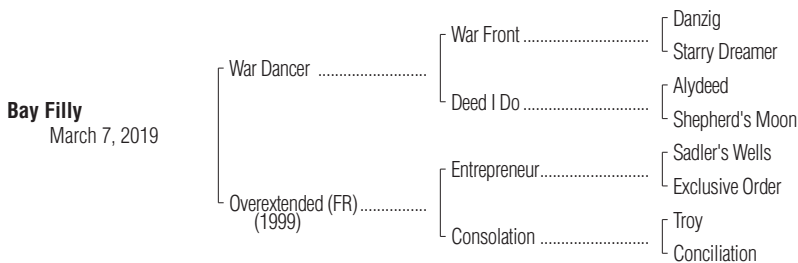 Danzig
War Front ..............................
Starry Dreamer
War Dancer ..........................
Alydeed
Deed I Do ..............................
Bay Filly
Shepherd's Moon
March 7, 2019
Sadler's Wells
Entrepreneur..........................
Exclusive Order
Overextended (FR) ................
(1999)
Troy
Consolation ..........................
Conciliation